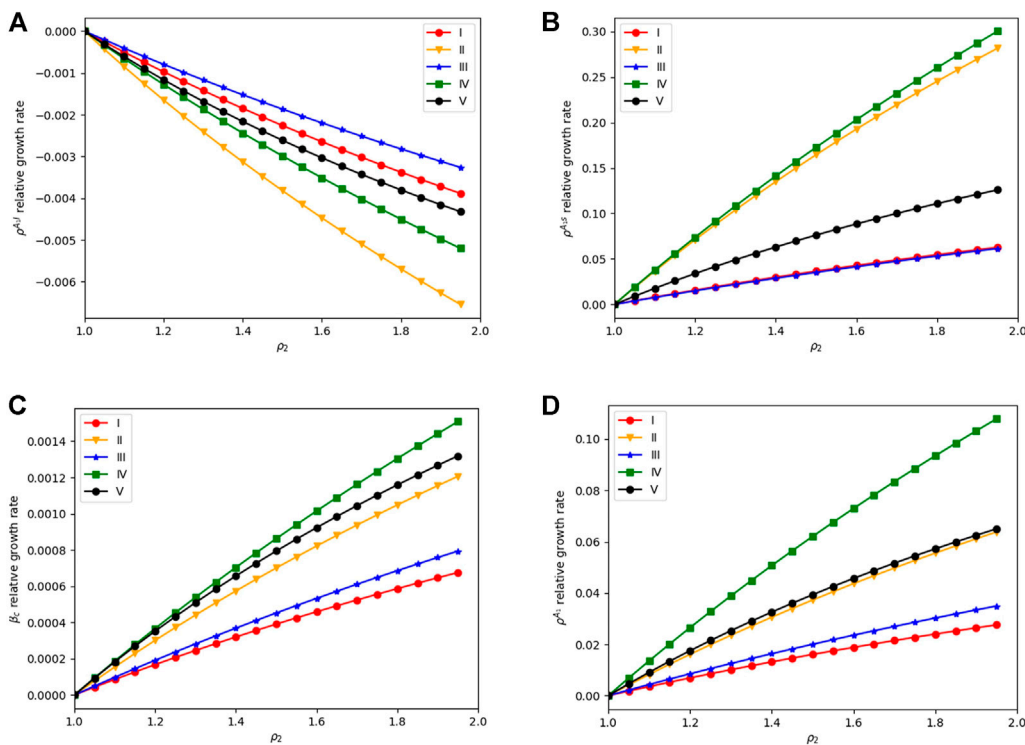 A
0.000
−0.001
−0.002
−0.003
−0.004
−0.005
−0.006
ρ^{A₁J} relative growth rate
1.0 1.2 1.4 1.6 1.8 2.0
ρ₂
I
II
III
IV
V
B
0.30
0.25
0.20
0.15
0.10
0.05
0.00
ρ^{A₁S} relative growth rate
1.0 1.2 1.4 1.6 1.8 2.0
ρ₂
I
II
III
IV
V
C
0.0014
0.0012
0.0010
0.0008
0.0006
0.0004
0.0002
0.0000
β_c relative growth rate
1.0 1.2 1.4 1.6 1.8 2.0
ρ₂
I
II
III
IV
V
D
0.10
0.08
0.06
0.04
0.02
0.00
ρ^{A₁} relative growth rate
1.0 1.2 1.4 1.6 1.8 2.0
ρ₂
I
II
III
IV
V